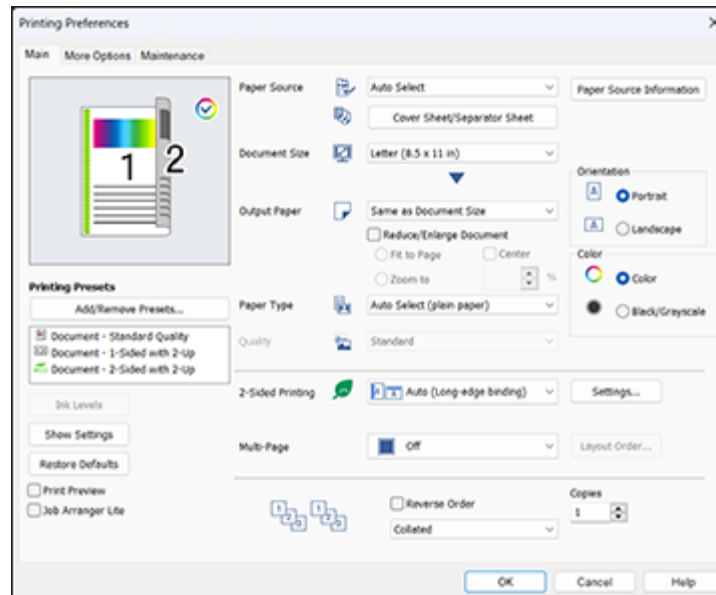 Printing Preferences
Main More Options Maintenance
1 2
Paper Source Auto Select Paper Source Information
Cover Sheet/Separator Sheet
Document Size Letter (8.5 x 11 in)
Orientation
Portrait
Landscape
Output Paper Same as Document Size
Reduce/Enlarge Document
Fit to Page Center
Zoom to %
Color
Color
Black/Grayscale
Printing Presets
Add/Remove Presets...
Document - Standard Quality
Document - 1-Sided with 2-Up
Document - 2-Sided with 2-Up
Paper Type Auto Select (plain paper)
Quality Standard
Ink Levels
Show Settings
Restore Defaults
Print Preview
Job Arranger Lite
2-Sided Printing Auto (Long-edge binding) Settings...
Multi-Page Off Layout Order...
Reverse Order
Collated
Copies
1
OK Cancel Help